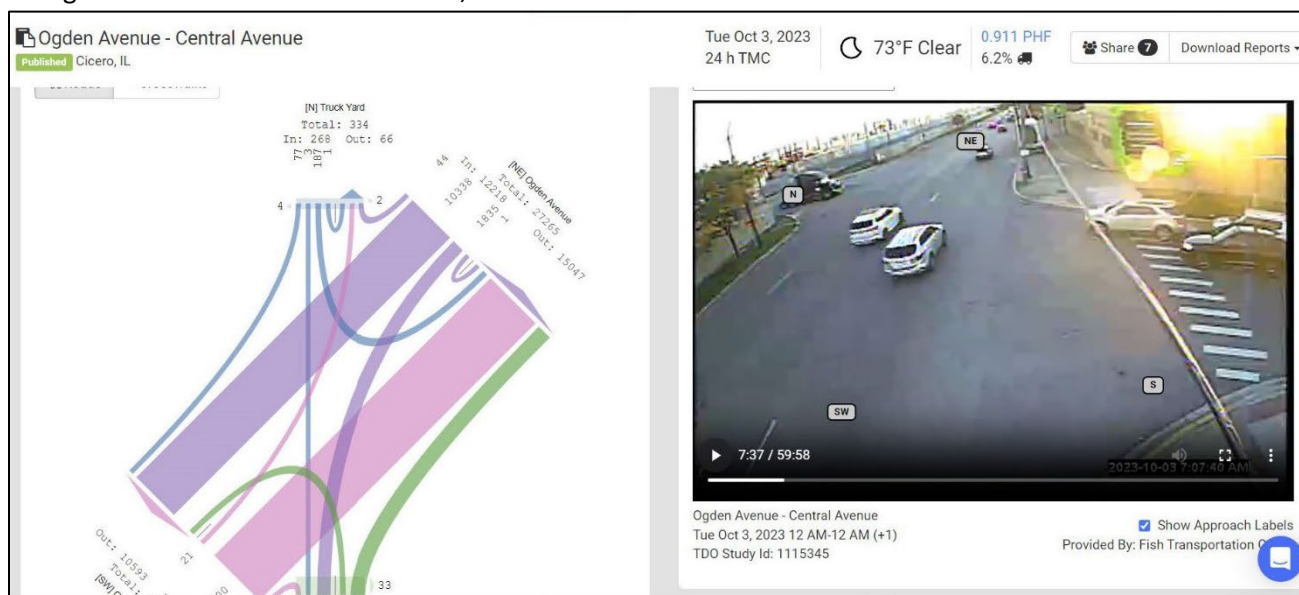 Ogden Avenue - Central Avenue
Published Cicero, IL
Tue Oct 3, 2023
24 h TMC
73°F Clear
0.911 PHF
6.2%
Share 7
Download Reports
[N] Truck Yard
Total: 334
In: 268 Out: 66
77
3
187
1
4
2
[NE] Ogden Avenue
Total: 27265
In: 12218 Out: 15047
44
10338
1835
1
Out: 10593
Total:
[SW]
21
00
33
N
NE
S
SW
7:37 / 59:58
2023-10-03 7:07:40 AM
Ogden Avenue - Central Avenue
Tue Oct 3, 2023 12 AM-12 AM (+1)
TDO Study Id: 1115345
Show Approach Labels
Provided By: Fish Transportation